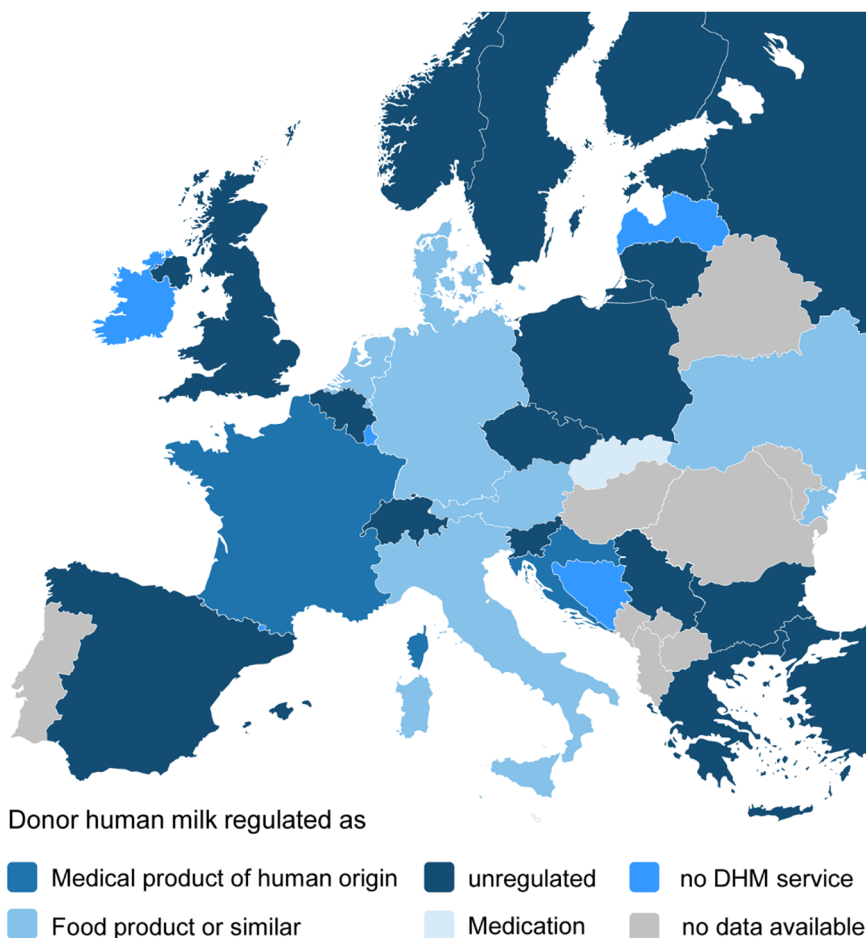 Donor human milk regulated as
Medical product of human origin
unregulated
no DHM service
Food product or similar
Medication
no data available